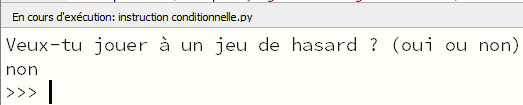 En cours d'exécution: instruction conditionnelle.py
Veux-tu jouer à un jeu de hasard ? (oui ou non)
non
>>>